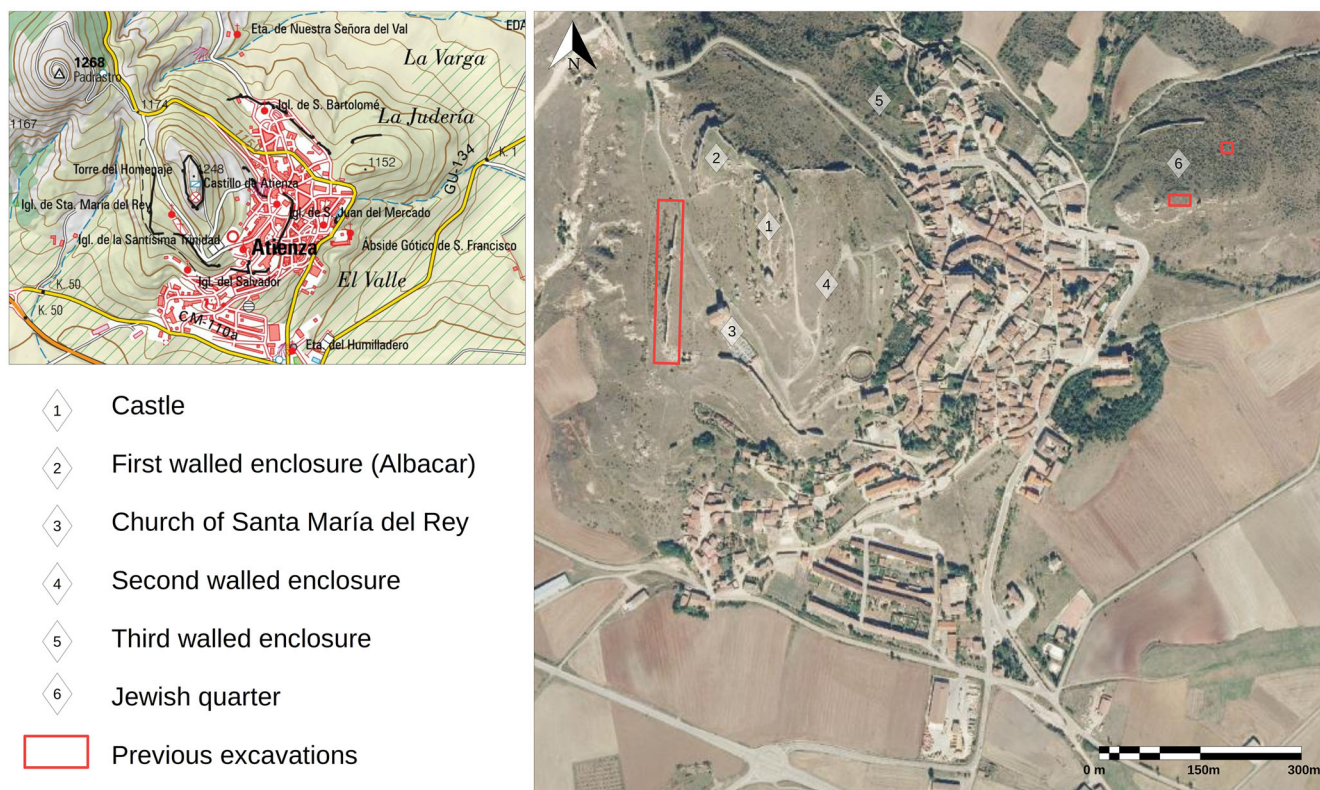 Eta. de Nuestra Señora del Val
EDA
La Varga
1268
Padrastro
1174
Igl. de S. Bartolomé
La Judería
1167
1152
K. 1
GU-134
Torre del Homenaje
1248
Castillo de Atienza
Igl. de Sta. María del Rey
Igl. de S. Juan del Mercado
Igl. de la Santísima Trinidad
Atienza
Ábside Gótico de S. Francisco
Igl. del Salvador
El Valle
K. 50
K. 50
CM-110a
Eta. del Humilladero
1 Castle
2 First walled enclosure (Albacar)
3 Church of Santa María del Rey
4 Second walled enclosure
5 Third walled enclosure
6 Jewish quarter
Previous excavations
N
5
2
6
1
4
3
0 m 150m 300m